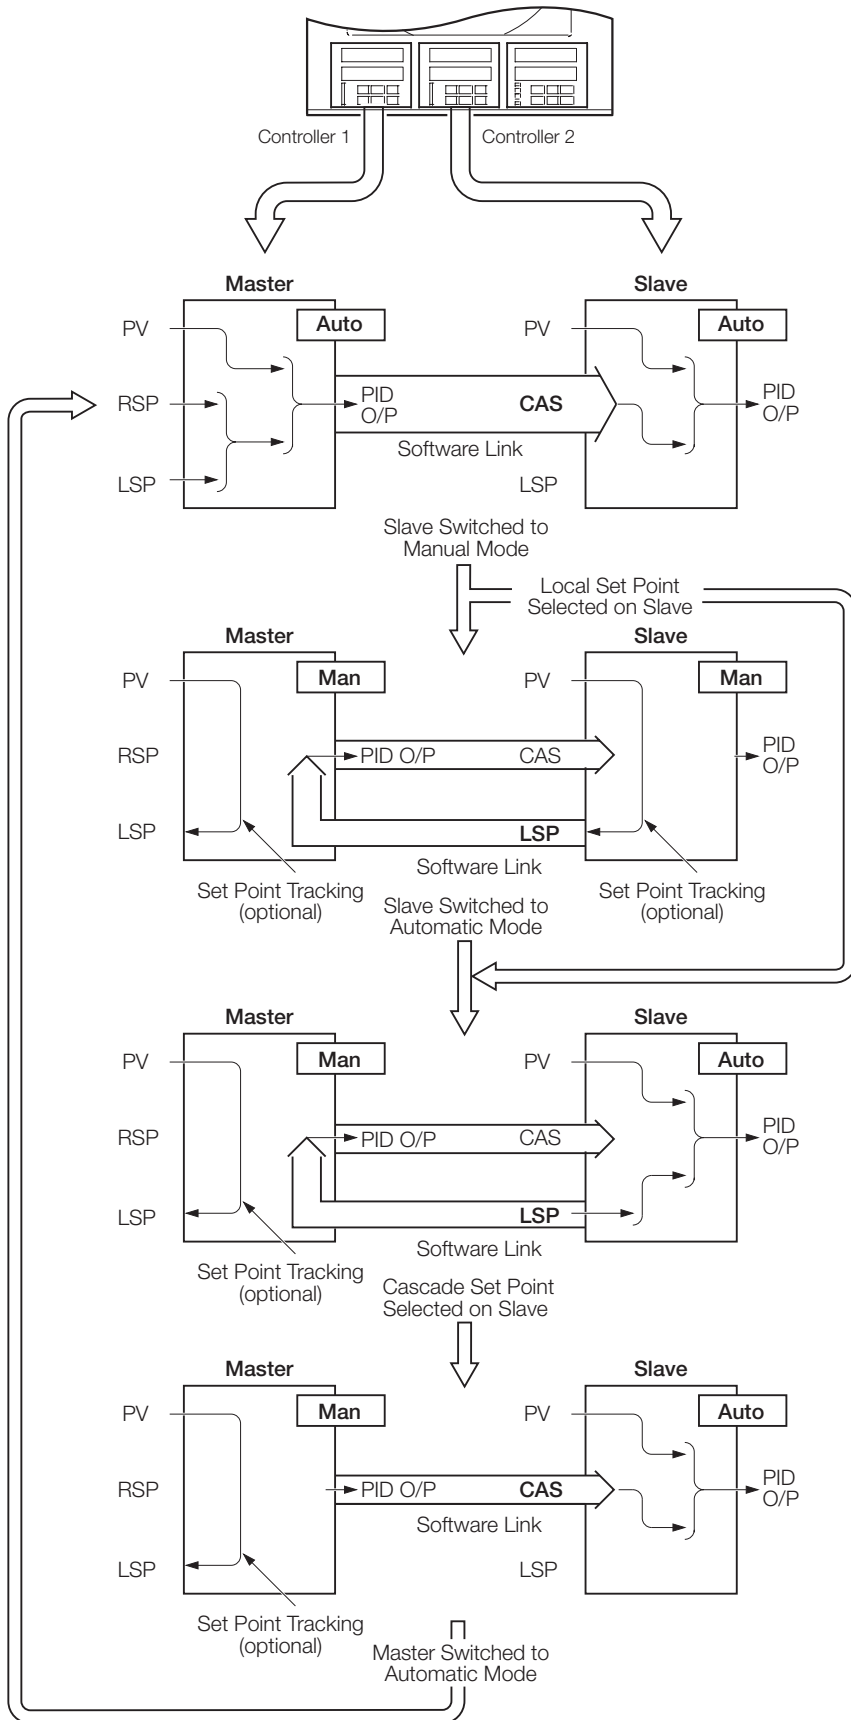 Controller 1
Controller 2
Master
Slave
PV
Auto
PV
Auto
RSP
PID
O/P
CAS
PID
O/P
Software Link
LSP
LSP
Slave Switched to
Manual Mode
Local Set Point
Selected on Slave
Master
Slave
PV
Man
PV
Man
RSP
PID O/P
CAS
PID
O/P
LSP
LSP
Software Link
Set Point Tracking
(optional)
Set Point Tracking
(optional)
Slave Switched to
Automatic Mode
Master
Slave
PV
Man
PV
Auto
RSP
PID O/P
CAS
PID
O/P
LSP
LSP
Software Link
Set Point Tracking
(optional)
Cascade Set Point
Selected on Slave
Master
Slave
PV
Man
PV
Auto
RSP
PID O/P
CAS
PID
O/P
Software Link
LSP
LSP
Set Point Tracking
(optional)
Master Switched to
Automatic Mode